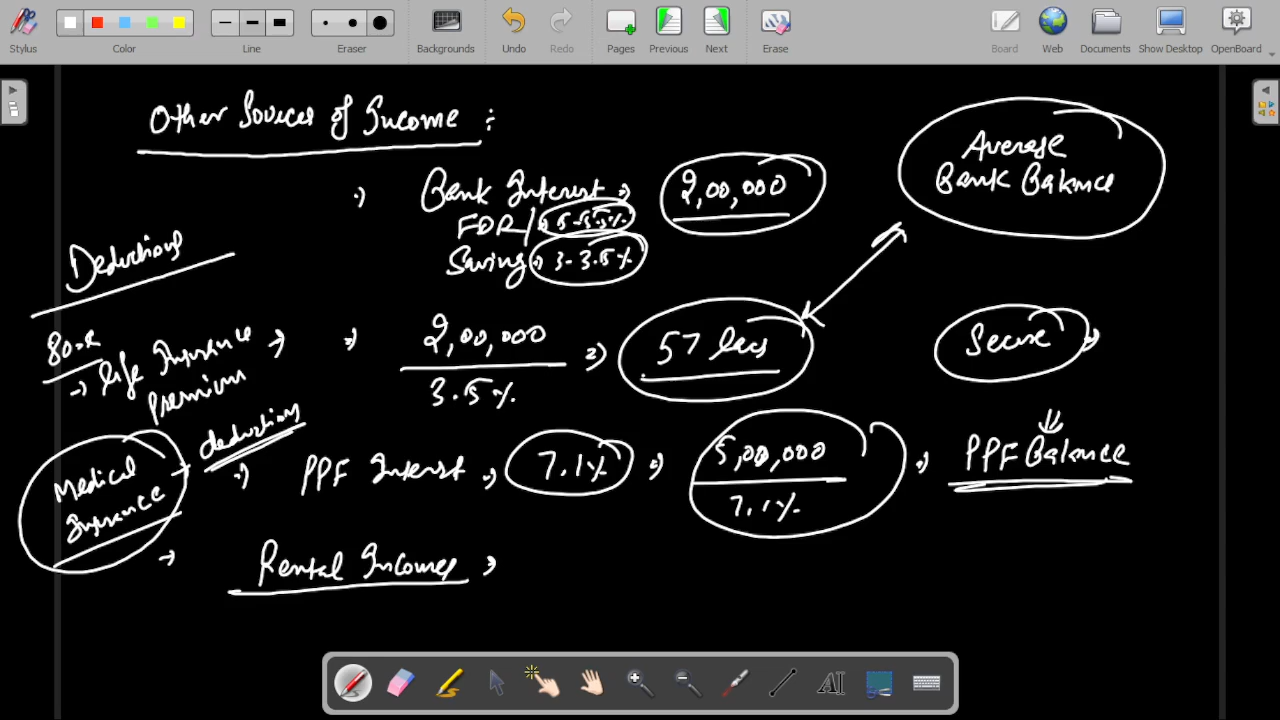 Stylus
Color
Line
Eraser
Backgrounds
Undo
Redo
Pages
Previous
Next
Erase
Board
Web
Documents
Show Desktop
OpenBoard
Other Sources of Income :
Average
Bank Balance
Bank Interest → 2,00,000
FDR/ 5-5.5%
Saving → 3-3.5%
Deductions
80-c
→ life Insurance →
premium
2,00,000
3.5%
57 lacs
Secure →
Medical
Insurance
→ deductions
PPF Interest → 7.1% → 5,00,000
7.1%
→ PPF Balance
→ Rental Income →
AI